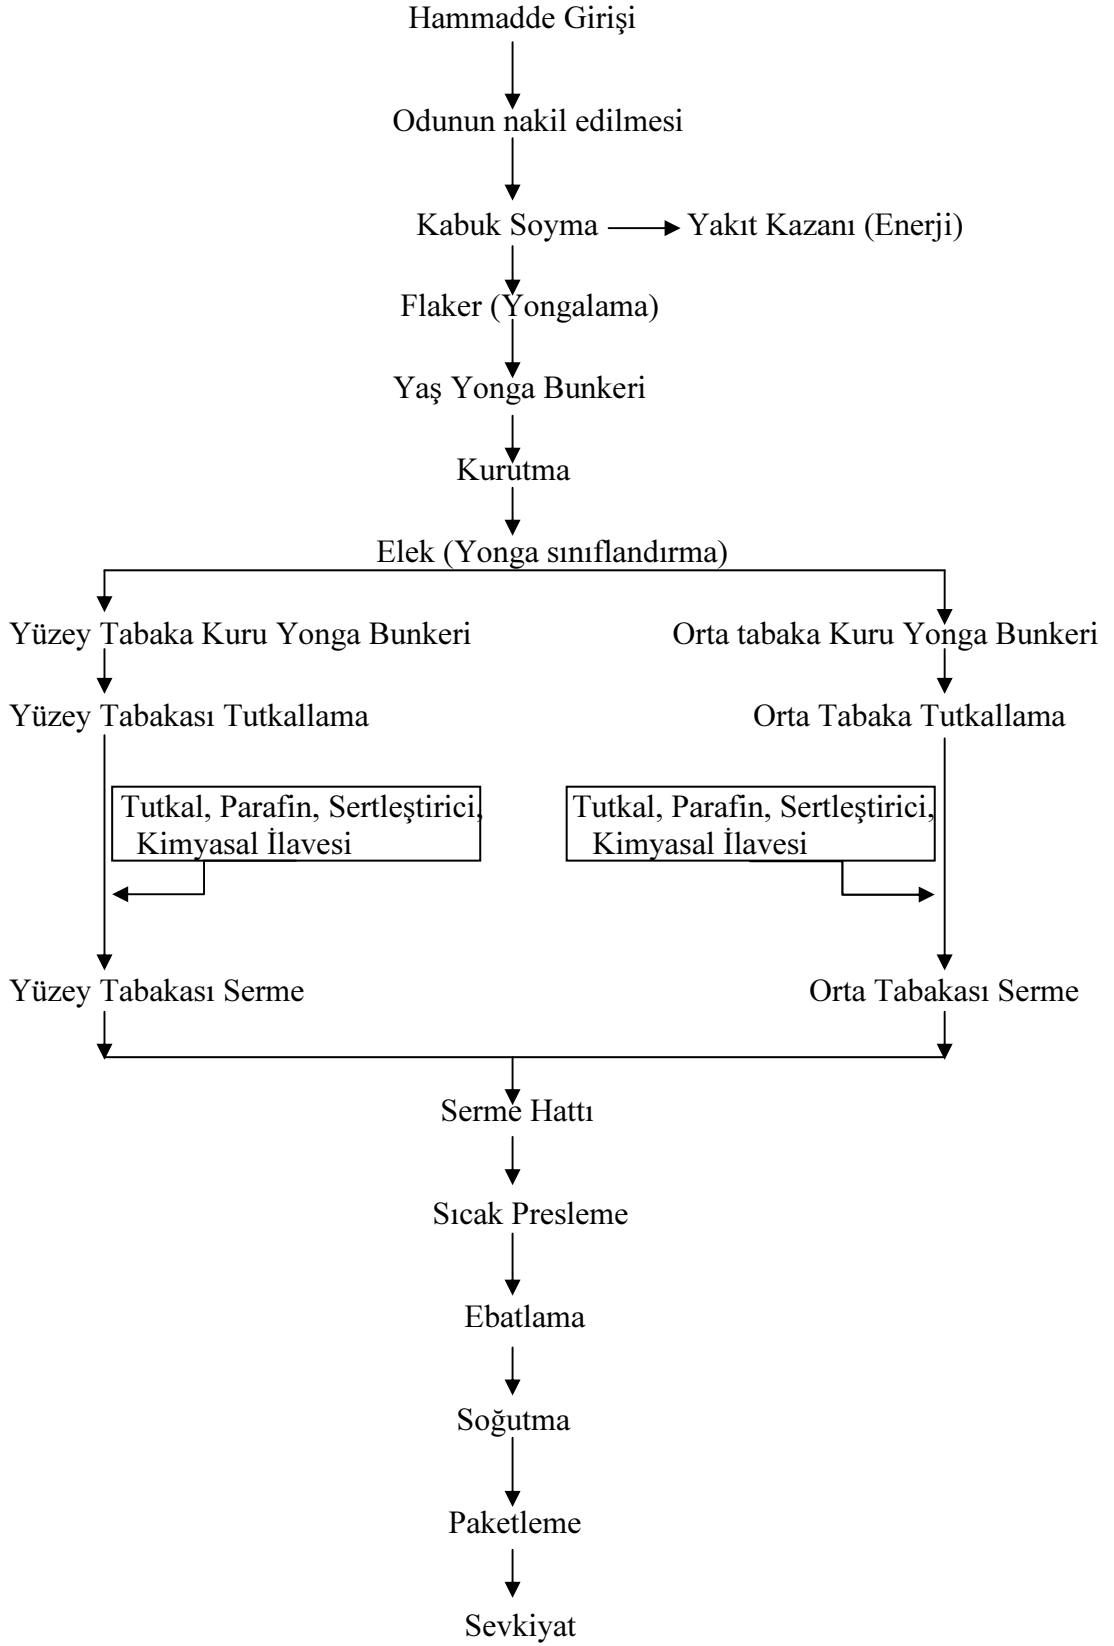 Hammadde Girişi
Odunun nakil edilmesi
Kabuk Soyma
Yakıt Kazanı (Enerji)
Flaker (Yongalama)
Yaş Yonga Bunkeri
Kurutma
Elek (Yonga sınıflandırma)
Yüzey Tabaka Kuru Yonga Bunkeri
Orta tabaka Kuru Yonga Bunkeri
Yüzey Tabakası Tutkallama
Orta Tabaka Tutkallama
Tutkal, Parafin, Sertleştirici,
Kimyasal İlavesi
Tutkal, Parafin, Sertleştirici,
Kimyasal İlavesi
Yüzey Tabakası Serme
Orta Tabakası Serme
Serme Hattı
Sıcak Presleme
Ebatlama
Soğutma
Paketleme
Sevkiyat